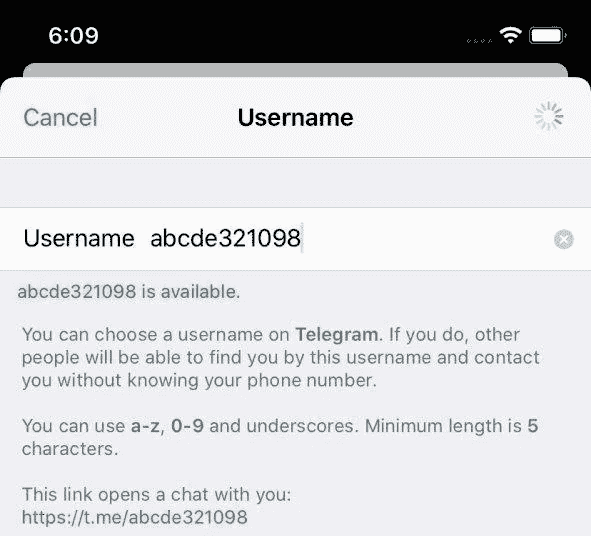 6:09
Cancel Username
Username abcde321098
abcde321098 is available.
You can choose a username on Telegram. If you do, other
people will be able to find you by this username and contact
you without knowing your phone number.
You can use a-z, 0-9 and underscores. Minimum length is 5
characters.
This link opens a chat with you:
https://t.me/abcde321098